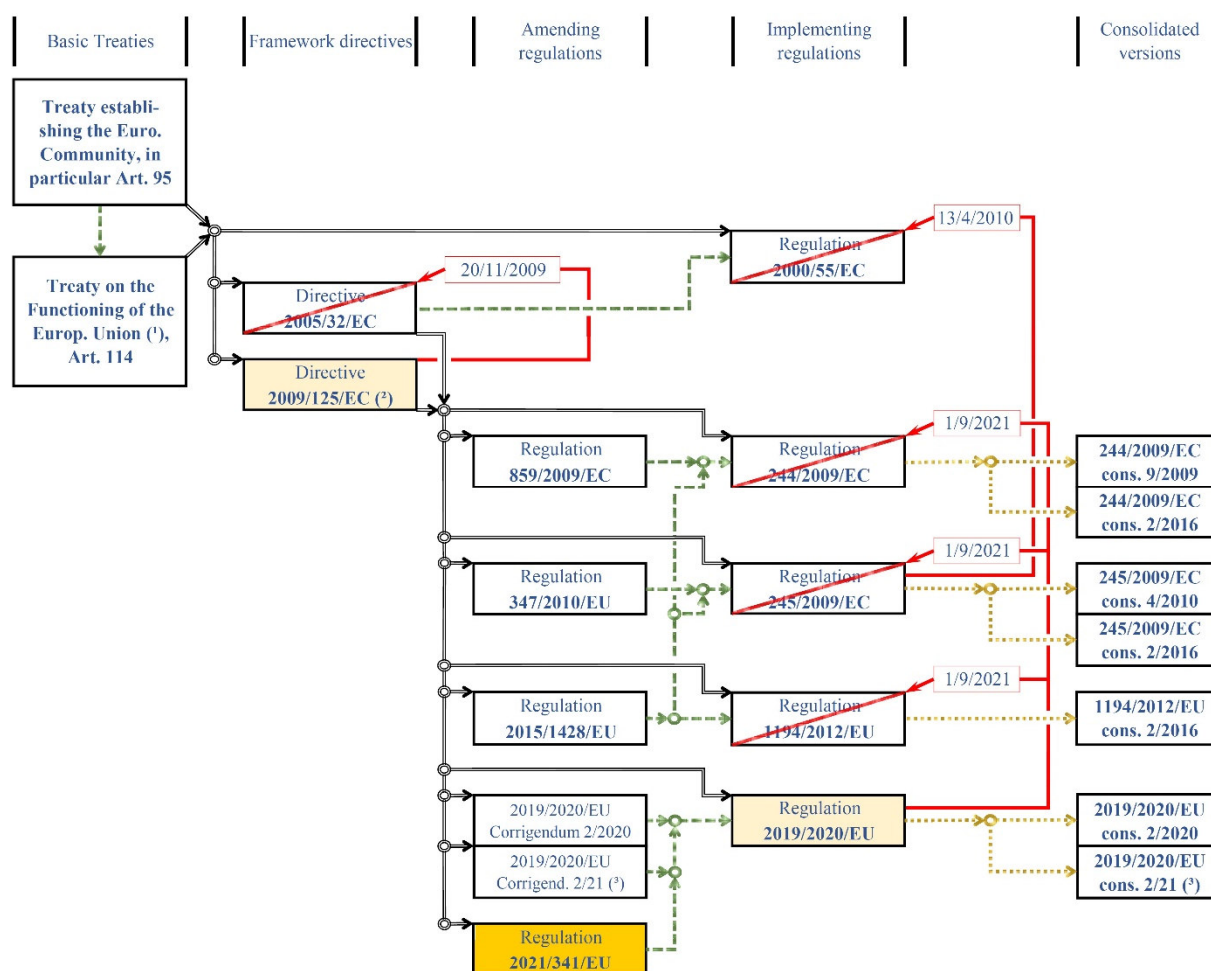 Basic Treaties
Framework directives
Amending
regulations
Implementing
regulations
Consolidated
versions
Treaty establi-
shing the Euro.
Community, in
particular Art. 95
Treaty on the
Functioning of the
Europ. Union (¹),
Art. 114
13/4/2010
Regulation
2000/55/EC
20/11/2009
Directive
2005/32/EC
Directive
2009/125/EC (²)
1/9/2021
Regulation
859/2009/EC
Regulation
244/2009/EC
244/2009/EC
cons. 9/2009
244/2009/EC
cons. 2/2016
1/9/2021
Regulation
347/2010/EU
Regulation
245/2009/EC
245/2009/EC
cons. 4/2010
245/2009/EC
cons. 2/2016
1/9/2021
Regulation
2015/1428/EU
Regulation
1194/2012/EU
1194/2012/EU
cons. 2/2016
2019/2020/EU
Corrigendum 2/2020
Regulation
2019/2020/EU
2019/2020/EU
cons. 2/2020
2019/2020/EU
Corrigend. 2/21 (³)
2019/2020/EU
cons. 2/21 (³)
Regulation
2021/341/EU